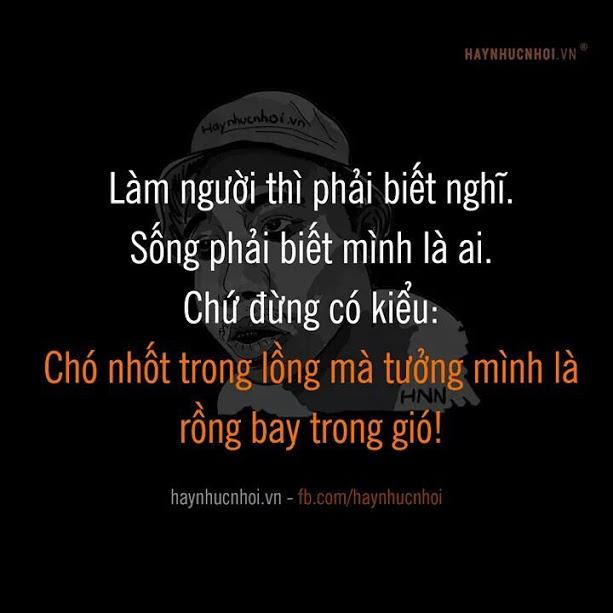 HAYNHUCNHOI.VN ®
Haynhucnhoi.vn
Làm người thì phải biết nghĩ.
Sống phải biết mình là ai.
Chứ đừng có kiểu:
Chó nhốt trong lồng mà tưởng mình là
HNN
rồng bay trong gió!
haynhucnhoi.vn - fb.com/haynhucnhoi